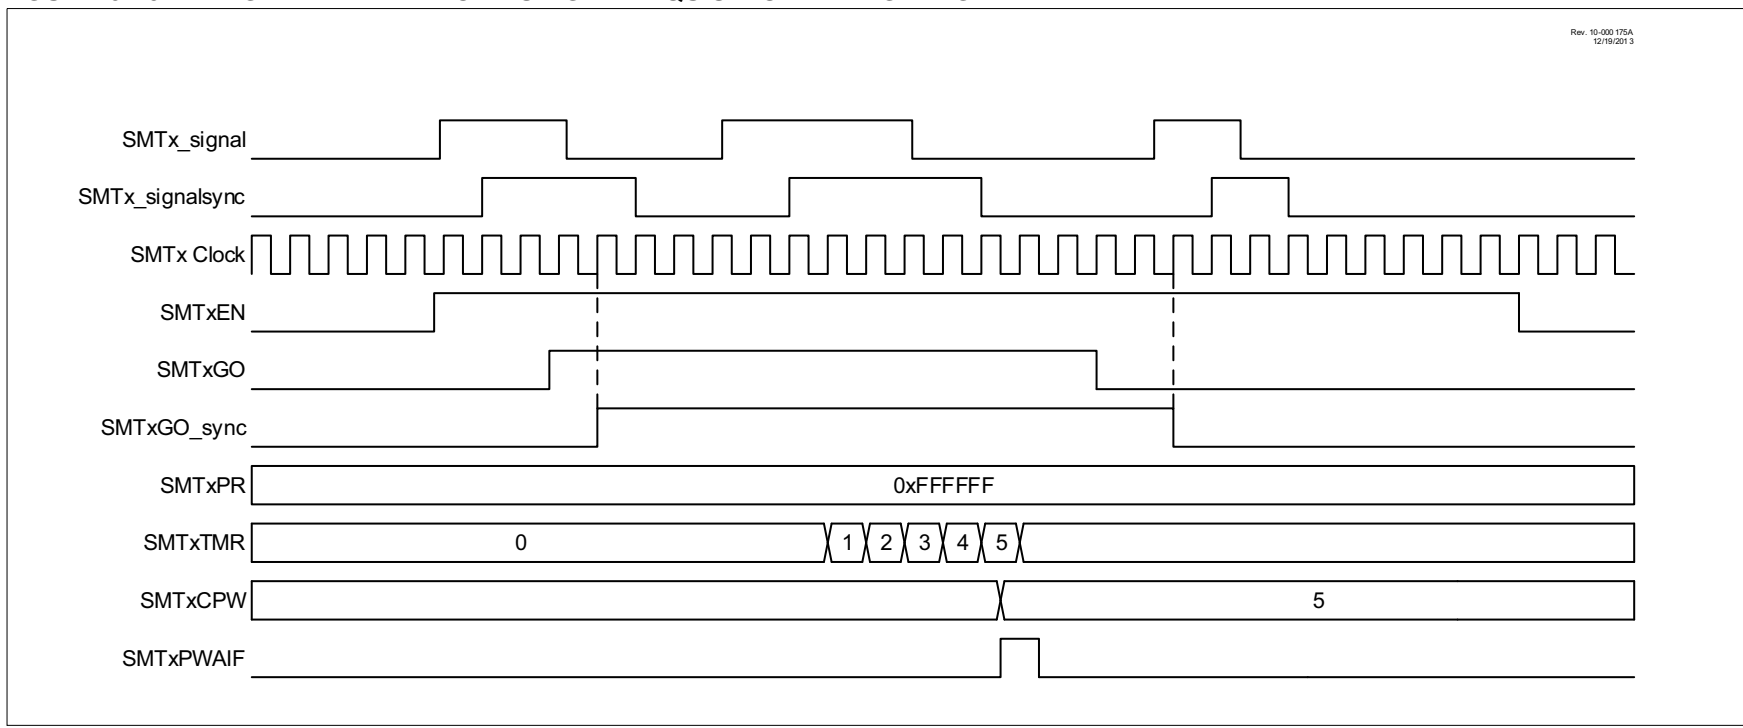 Rev. 10-000 175A
12/19/201 3
SMTx_signal
SMTx_signalsync
SMTx Clock
SMTxEN
SMTxGO
SMTxGO_sync
SMTxPR 0xFFFFFF
SMTxTMR 0 1 2 3 4 5
SMTxCPW 5
SMTxPWAIF